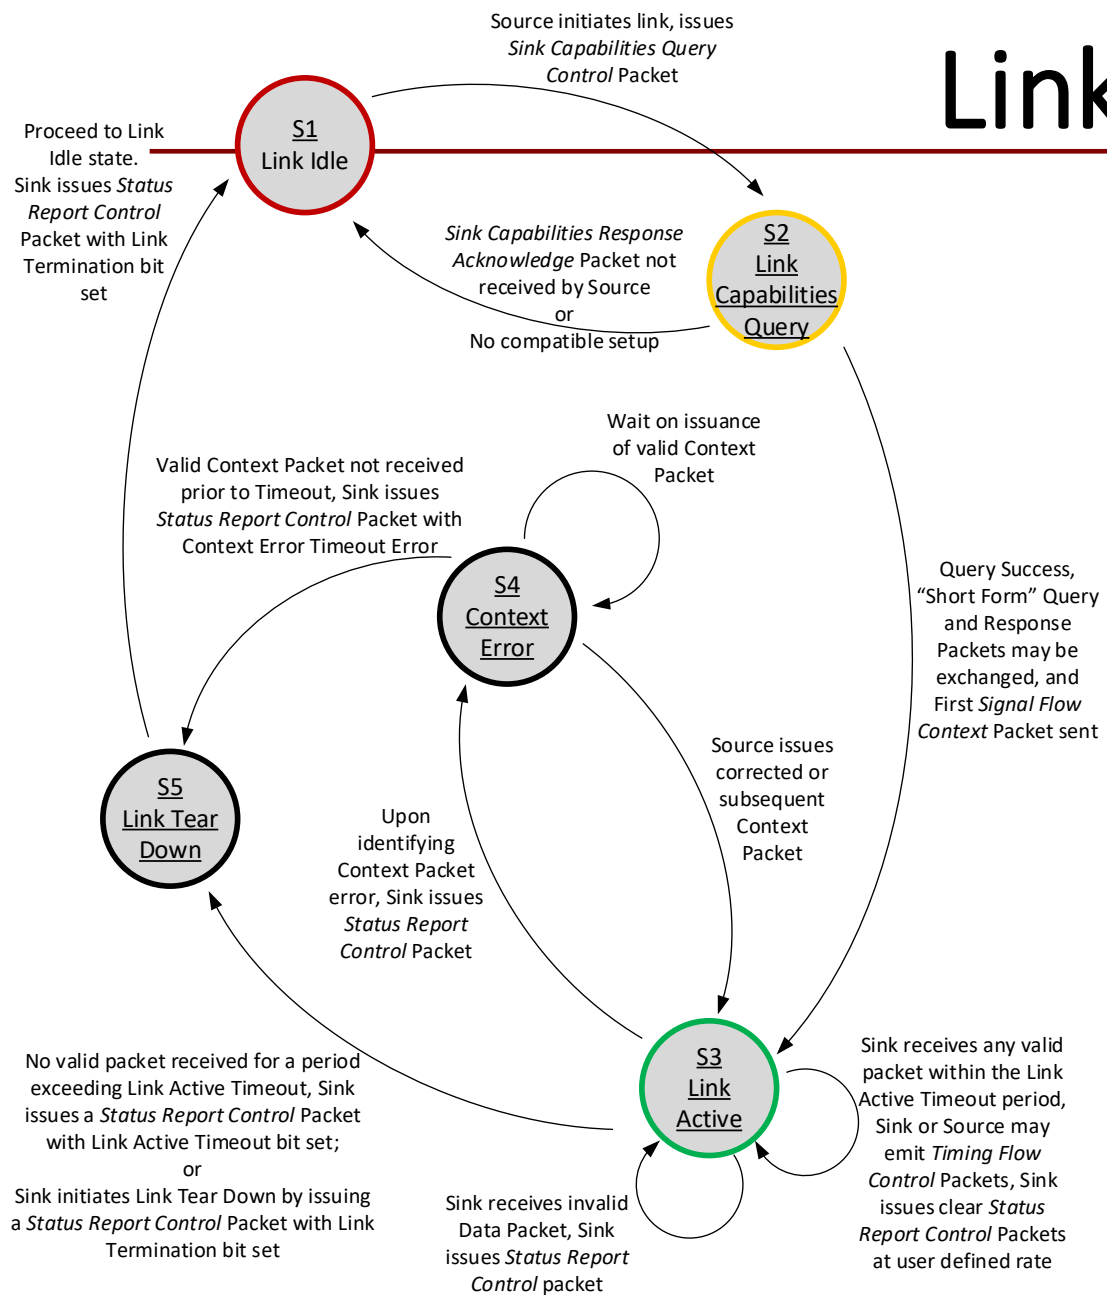 Source initiates link, issues
Sink Capabilities Query
Control Packet
Link
S1
Link Idle
Proceed to Link
Idle state.
Sink issues Status
Report Control
Packet with Link
Termination bit
set
Sink Capabilities Response
Acknowledge Packet not
received by Source
or
No compatible setup
S2
Link
Capabilities
Query
Wait on issuance
of valid Context
Packet
Valid Context Packet not received
prior to Timeout, Sink issues
Status Report Control Packet with
Context Error Timeout Error
S4
Context
Error
Query Success,
“Short Form” Query
and Response
Packets may be
exchanged, and
First Signal Flow
Context Packet sent
Source issues
corrected or
subsequent
Context
Packet
S5
Link Tear
Down
Upon
identifying
Context Packet
error, Sink issues
Status Report
Control Packet
S3
Link
Active
No valid packet received for a period
exceeding Link Active Timeout, Sink
issues a Status Report Control Packet
with Link Active Timeout bit set;
or
Sink initiates Link Tear Down by issuing
a Status Report Control Packet with Link
Termination bit set
Sink receives invalid
Data Packet, Sink
issues Status Report
Control packet
Sink receives any valid
packet within the Link
Active Timeout period,
Sink or Source may
emit Timing Flow
Control Packets, Sink
issues clear Status
Report Control Packets
at user defined rate